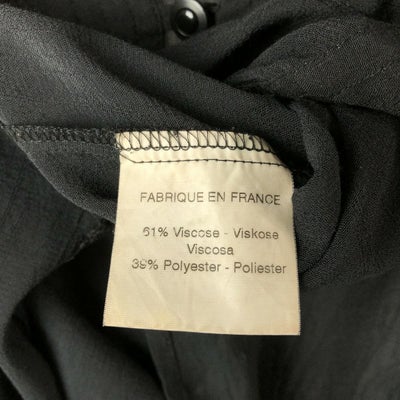 FABRIQUE EN FRANCE
61% Viscose - Viskose
Viscosa
39% Polyester - Poliester